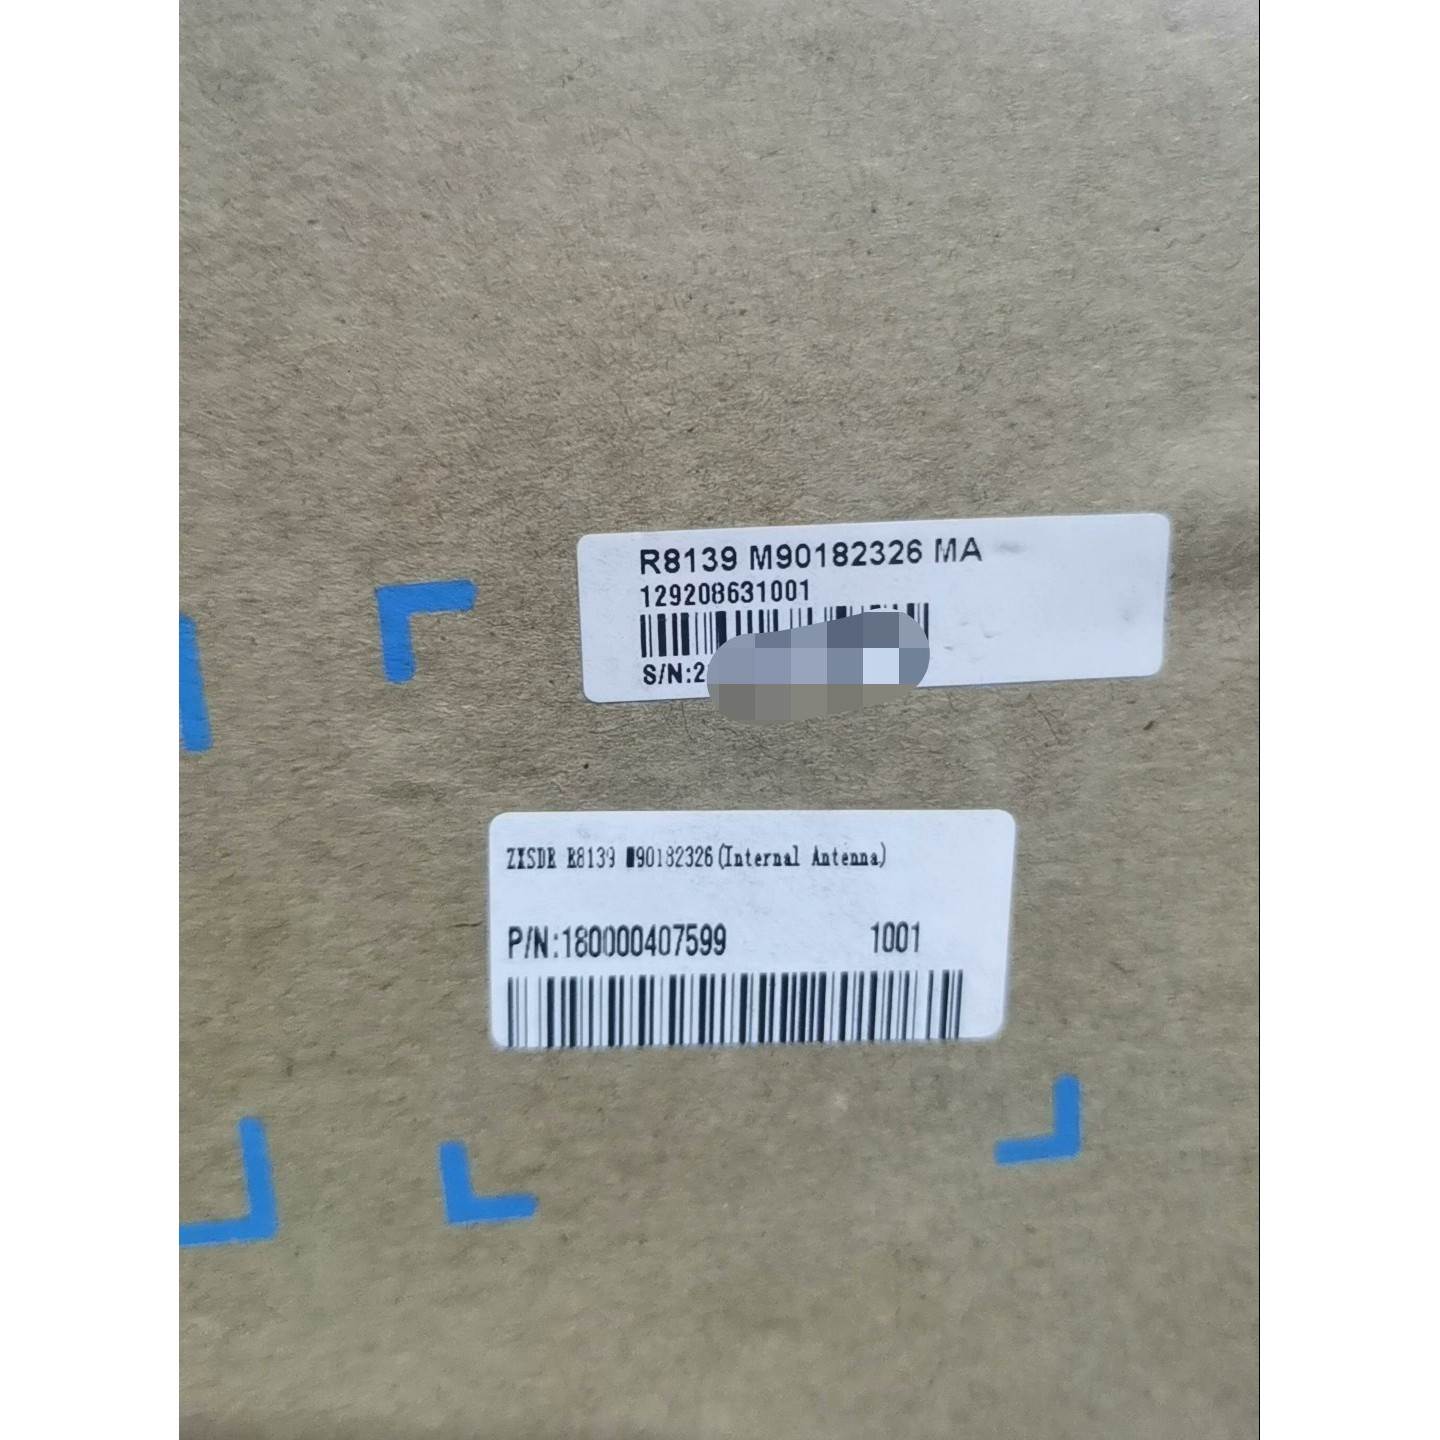 R8139 M90182326 MA
129208631001
S/N:2
ZXSDR R8139 M90182326(Internal Antenna)
P/N:180000407599 1001